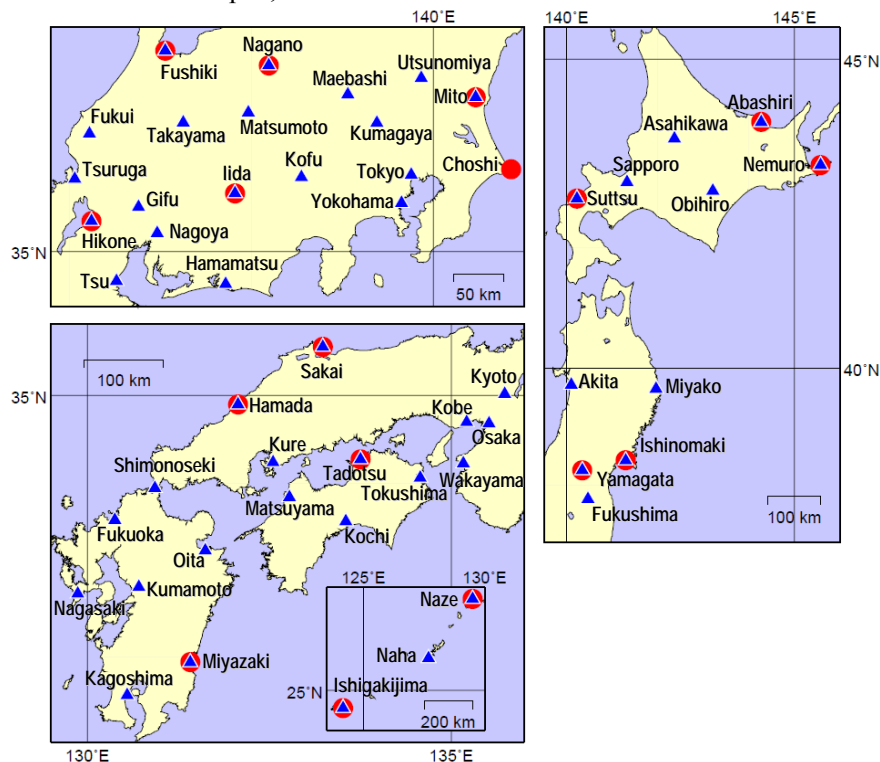 140°E
Fushiki
Nagano
Maebashi
Utsunomiya
Mito
Fukui
Takayama
Matsumoto
Kumagaya
Tsuruga
Gifu
Iida
Kofu
Tokyo
Choshi
Yokohama
Hikone
Nagoya
35°N
Tsu
Hamamatsu
50 km
140°E
145°E
45°N
Abashiri
Asahikawa
Sapporo
Nemuro
Suttsu
Obihiro
40°N
Akita
Miyako
Ishinomaki
Yamagata
Fukushima
100 km
100 km
Sakai
35°N
Hamada
Kyoto
Kobe
Osaka
Kure
Shimonoseki
Tadotsu
Wakayama
Tokushima
Matsuyama
Fukuoka
Kochi
Oita
Kumamoto
Nagasaki
Miyazaki
Kagoshima
125°E
130°E
Naze
Naha
25°N
Ishigakijima
200 km
130°E
135°E